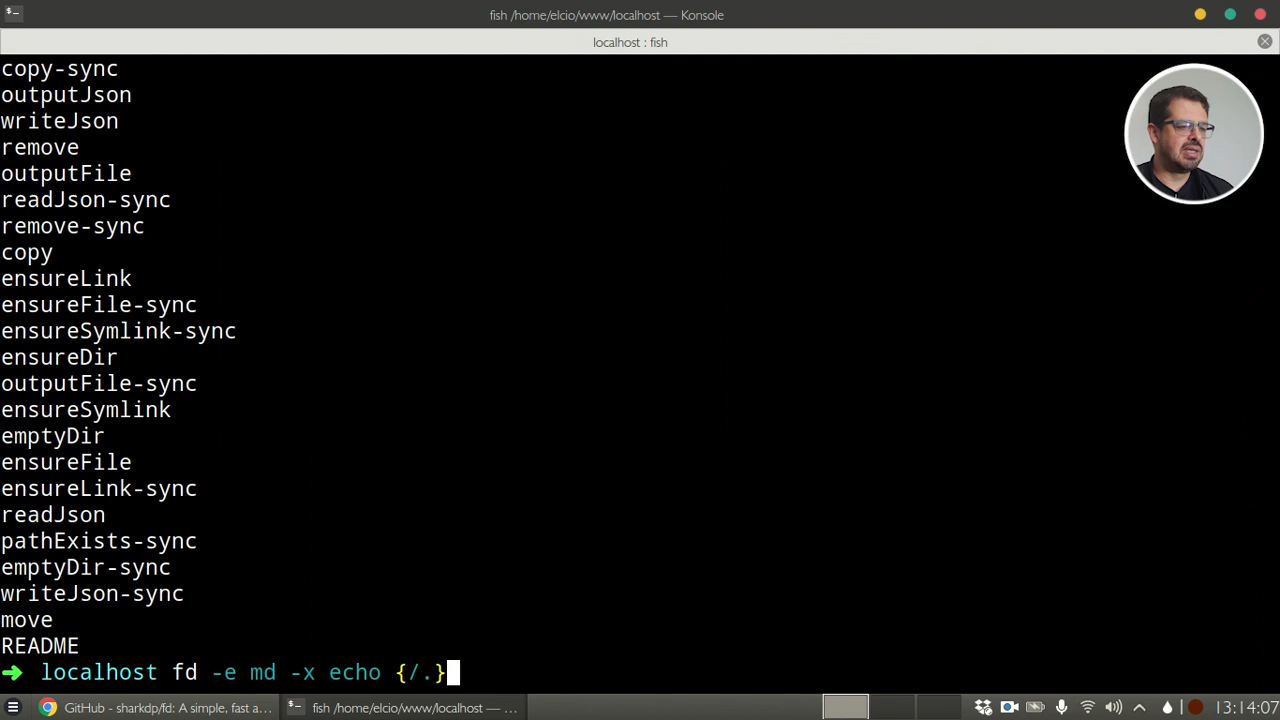 fish /home/elcio/www/localhost — Konsole
localhost : fish
copy-sync
outputJson
writeJson
remove
outputFile
readJson-sync
remove-sync
copy
ensureLink
ensureFile-sync
ensureSymlink-sync
ensureDir
outputFile-sync
ensureSymlink
emptyDir
ensureFile
ensureLink-sync
readJson
pathExists-sync
emptyDir-sync
writeJson-sync
move
README
➜ localhost fd -e md -x echo {/.}
GitHub - sharkdp/fd: A simple, fast a...
fish /home/elcio/www/localhost — ...
13:14:07